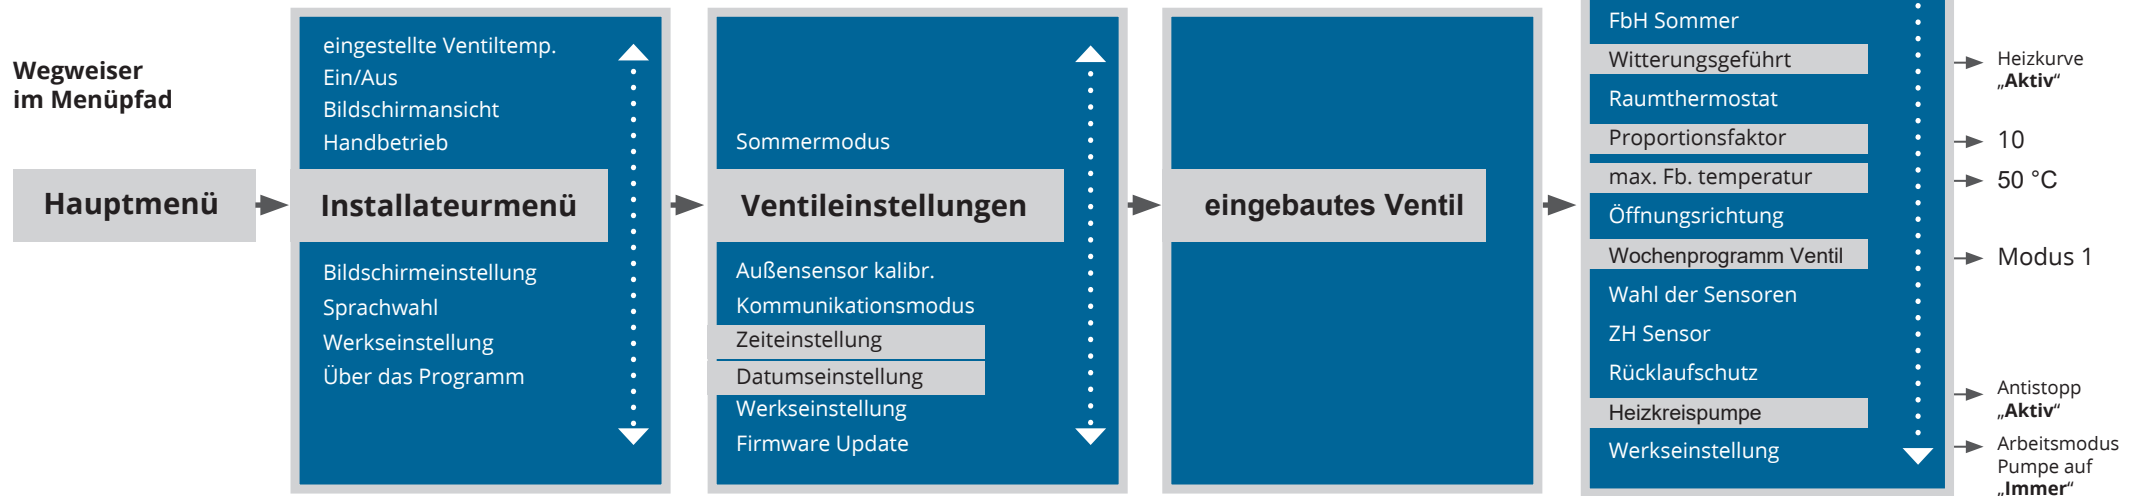 Wegweiser
im Menüpfad
Hauptmenü
eingestellte Ventiltemp.
Ein/Aus
Bildschirmansicht
Handbetrieb
Installateurmenü
Bildschirmeinstellung
Sprachwahl
Werkseinstellung
Über das Programm
Sommermodus
Ventileinstellungen
Außensensor kalibr.
Kommunikationsmodus
Zeiteinstellung
Datumseinstellung
Werkseinstellung
Firmware Update
eingebautes Ventil
FbH Sommer
Witterungsgeführt
Raumthermostat
Proportionsfaktor
max. Fb. temperatur
Öffnungsrichtung
Wochenprogramm Ventil
Wahl der Sensoren
ZH Sensor
Rücklaufschutz
Heizkreispumpe
Werkseinstellung
Heizkurve
„Aktiv“
10
50 °C
Modus 1
Antistopp
„Aktiv“
Arbeitsmodus
Pumpe auf
„Immer“